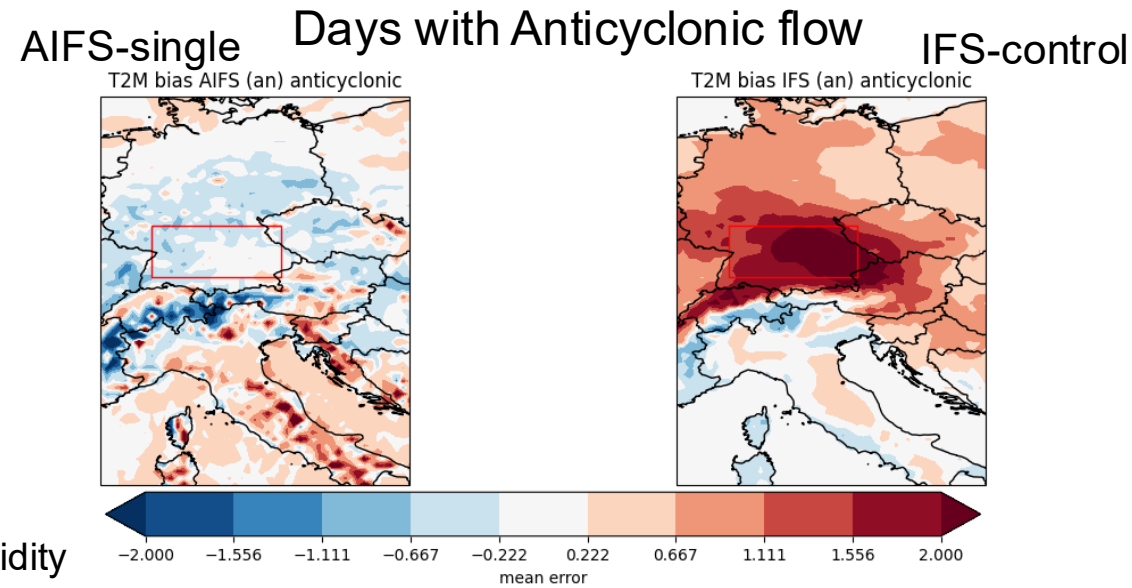 Days with Anticyclonic flow
AIFS-single
IFS-control
T2M bias AIFS (an) anticyclonic
T2M bias IFS (an) anticyclonic
idity
−2.000 −1.556 −1.111 −0.667 −0.222 0.222 0.667 1.111 1.556 2.000
mean error